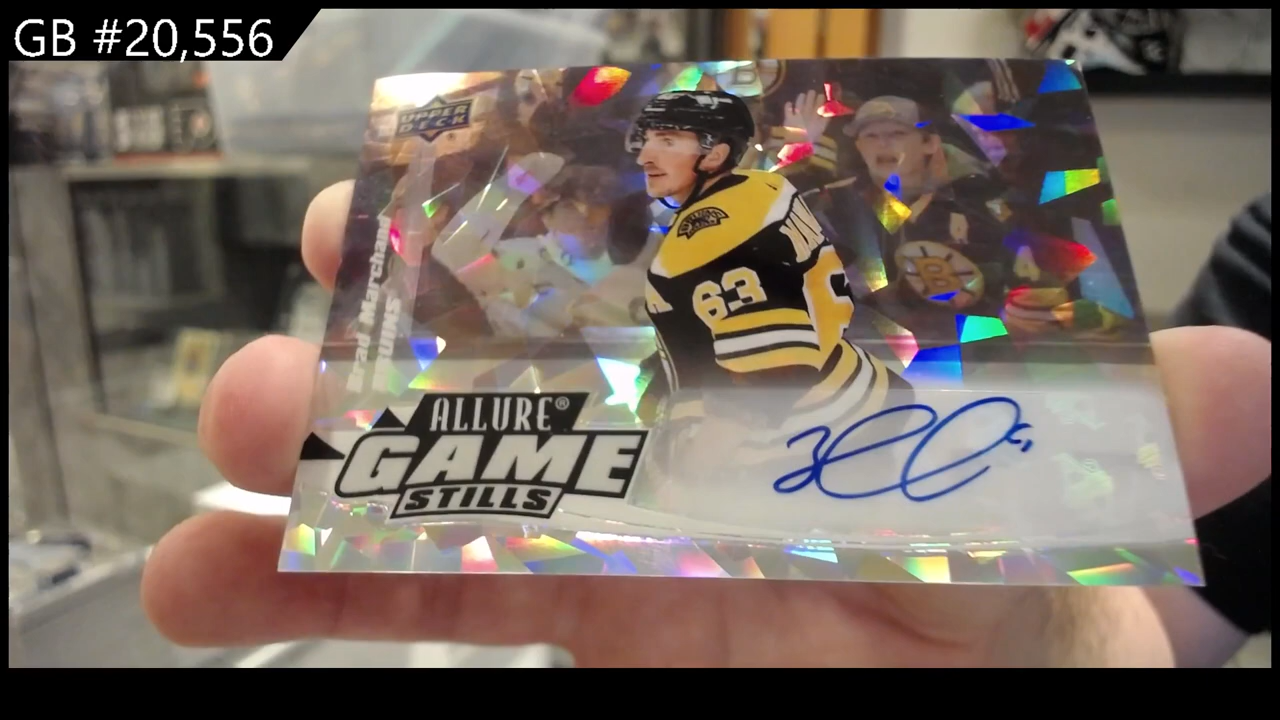 GB #20,556
UPPER
DECK
Brad Marchand
BRUINS
B
63
B
ALLURE®
GAME
STILLS